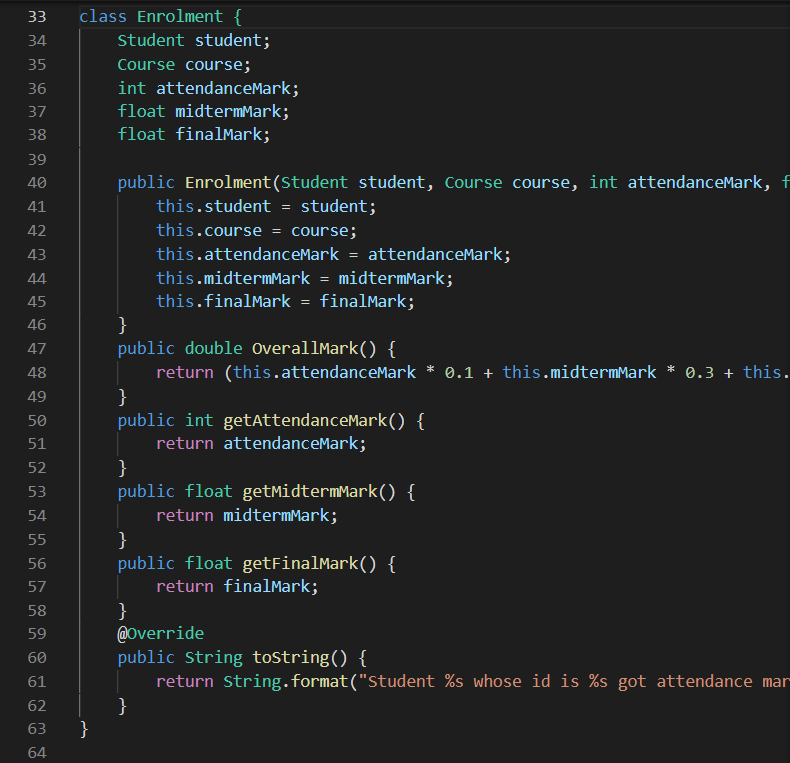 33 class Enrolment {
34 Student student;
35 Course course;
36 int attendanceMark;
37 float midtermMark;
38 float finalMark;
39
40 public Enrolment(Student student, Course course, int attendanceMark, f
41 this.student = student;
42 this.course = course;
43 this.attendanceMark = attendanceMark;
44 this.midtermMark = midtermMark;
45 this.finalMark = finalMark;
46 }
47 public double OverallMark() {
48 return (this.attendanceMark * 0.1 + this.midtermMark * 0.3 + this.
49 }
50 public int getAttendanceMark() {
51 return attendanceMark;
52 }
53 public float getMidtermMark() {
54 return midtermMark;
55 }
56 public float getFinalMark() {
57 return finalMark;
58 }
59 @Override
60 public String toString() {
61 return String.format("Student %s whose id is %s got attendance mar
62 }
63 }
64